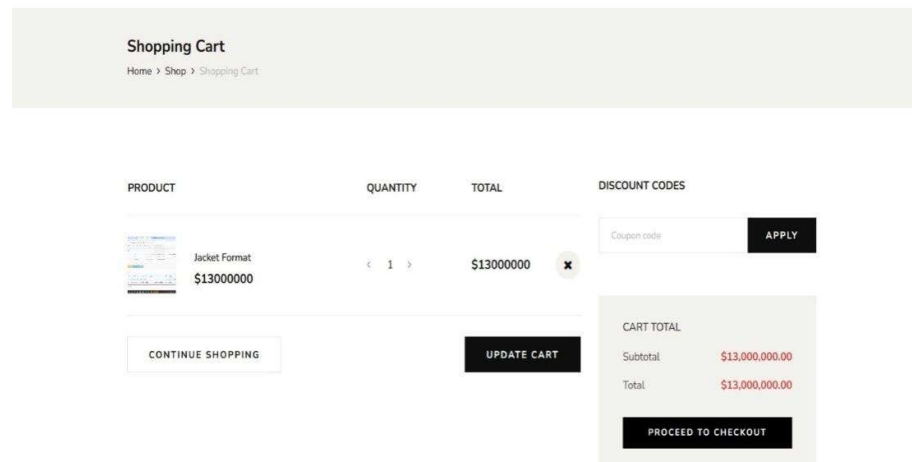 Shopping Cart
Home > Shop > Shopping Cart
PRODUCT QUANTITY TOTAL
Jacket Format
$13000000
< 1 >
$13000000
✖
CONTINUE SHOPPING
UPDATE CART
DISCOUNT CODES
Coupon code
APPLY
CART TOTAL
Subtotal $13,000,000.00
Total $13,000,000.00
PROCEED TO CHECKOUT